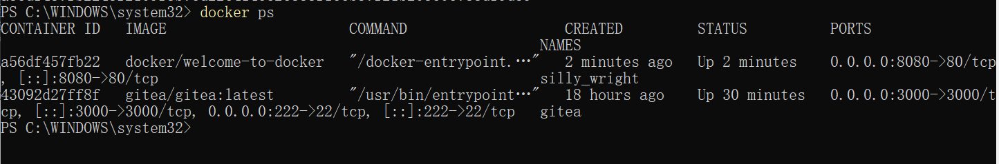 PS C:\WINDOWS\system32> docker ps
CONTAINER ID   IMAGE                      COMMAND                  CREATED          STATUS          PORTS
NAMES
a56df457fb22   docker/welcome-to-docker   "/docker-entrypoint.…"   2 minutes ago    Up 2 minutes    0.0.0.0:8080->80/tcp
, [::]:8080->80/tcp                                   silly_wright
43092d27ff8f   gitea/gitea:latest         "/usr/bin/entrypoint…"   18 hours ago     Up 30 minutes   0.0.0.0:3000->3000/t
cp, [::]:3000->3000/tcp, 0.0.0.0:222->22/tcp, [::]:222->22/tcp   gitea
PS C:\WINDOWS\system32>